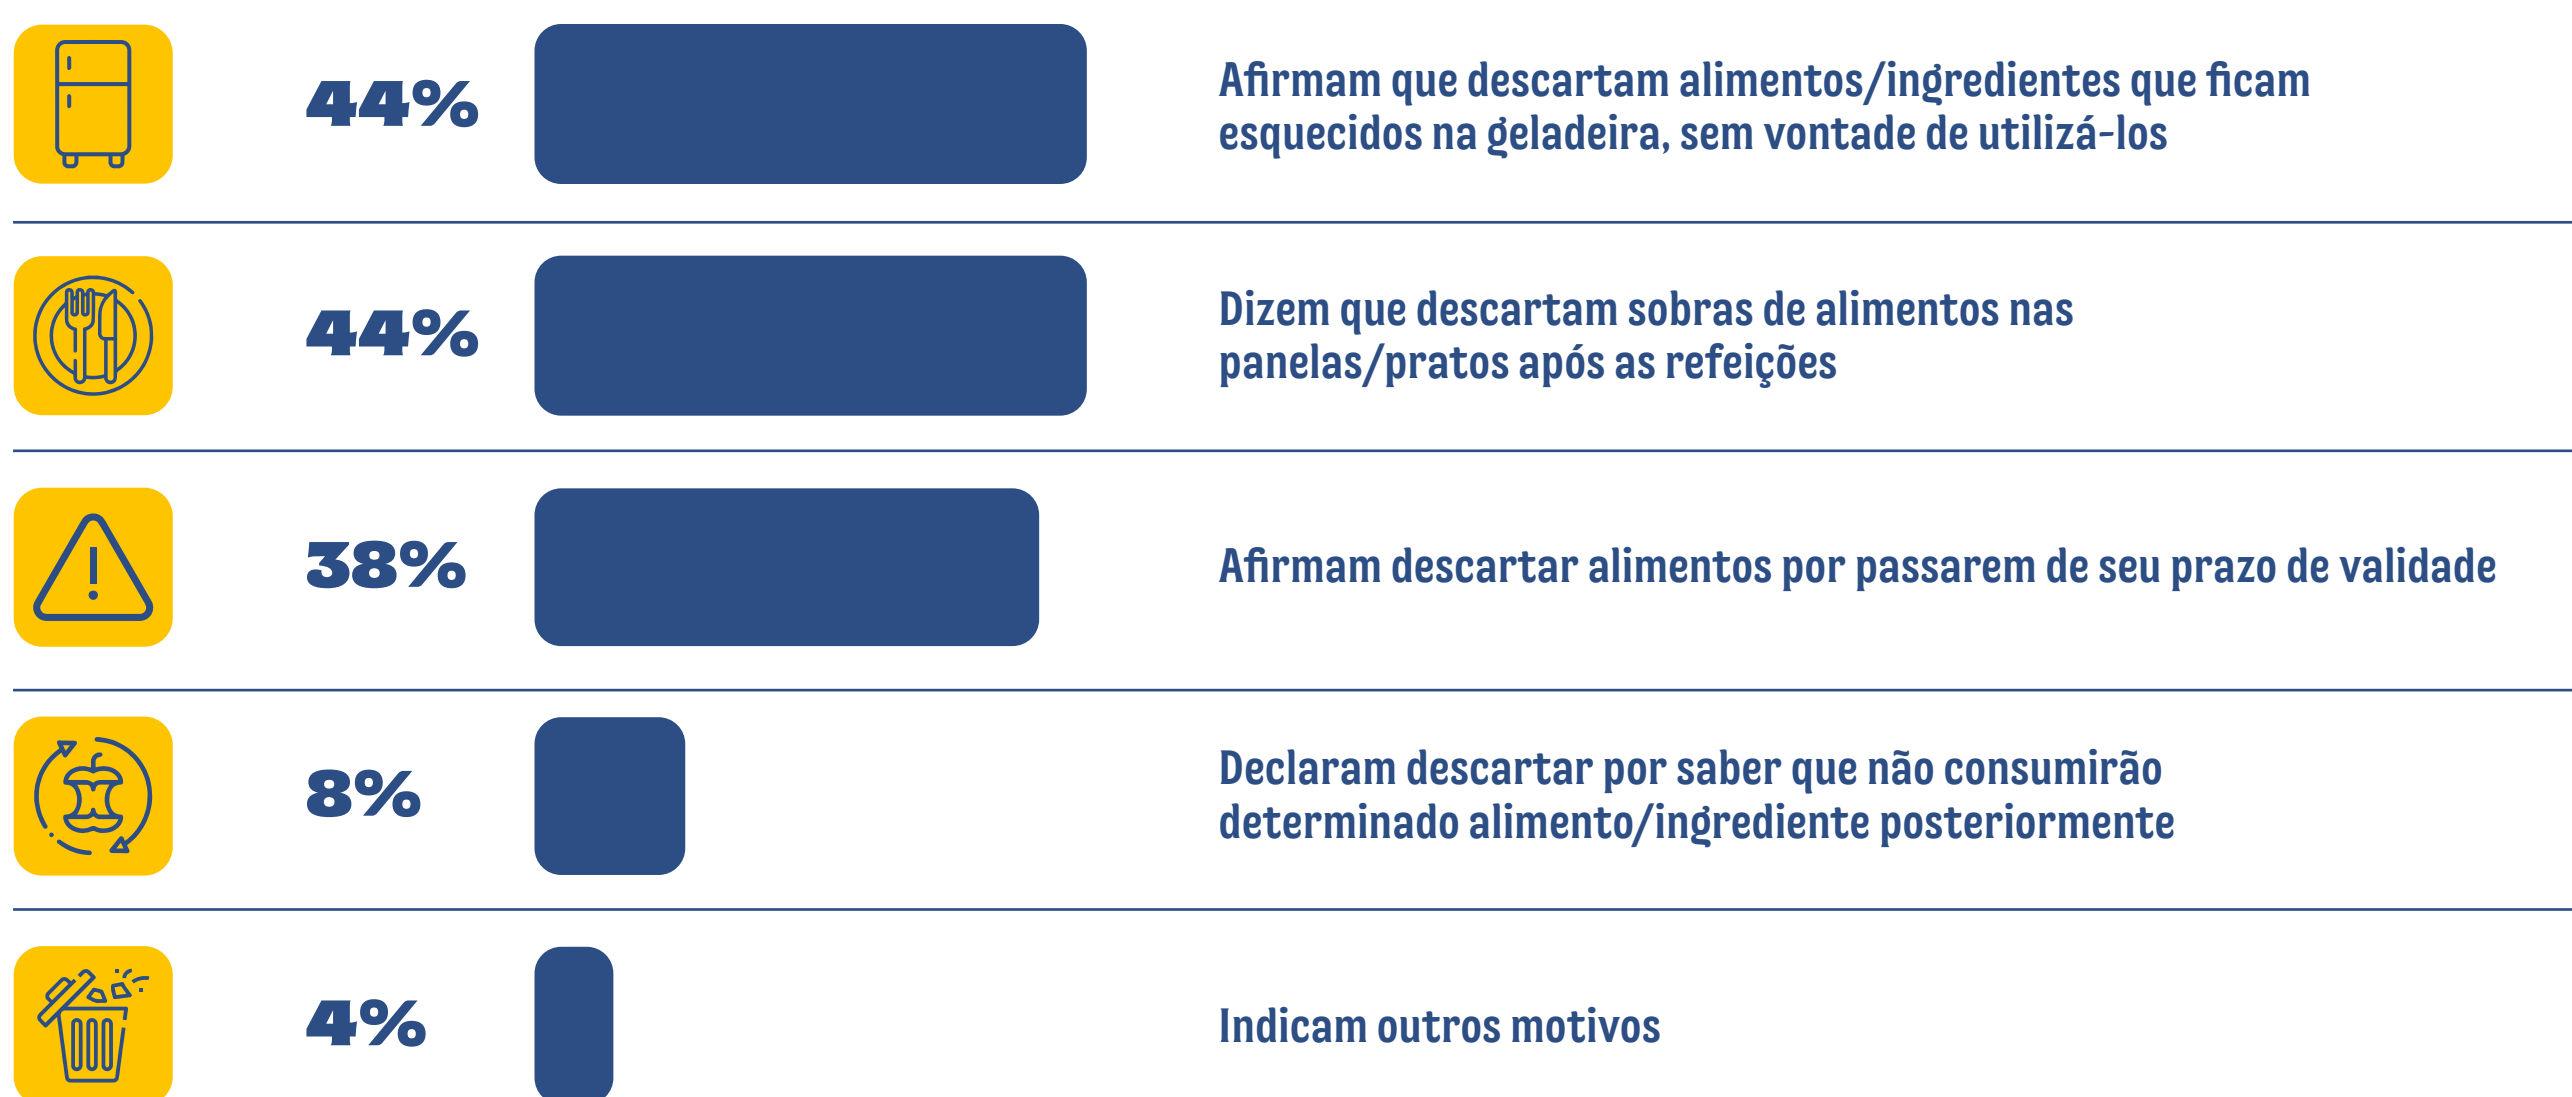 44%
Afirmam que descartam alimentos/ingredientes que ficam
esquecidos na geladeira, sem vontade de utilizá-los
44%
Dizem que descartam sobras de alimentos nas
panelas/pratos após as refeições
38%
Afirmam descartar alimentos por passarem de seu prazo de validade
8%
Declaram descartar por saber que não consumirão
determinado alimento/ingrediente posteriormente
4%
Indicam outros motivos